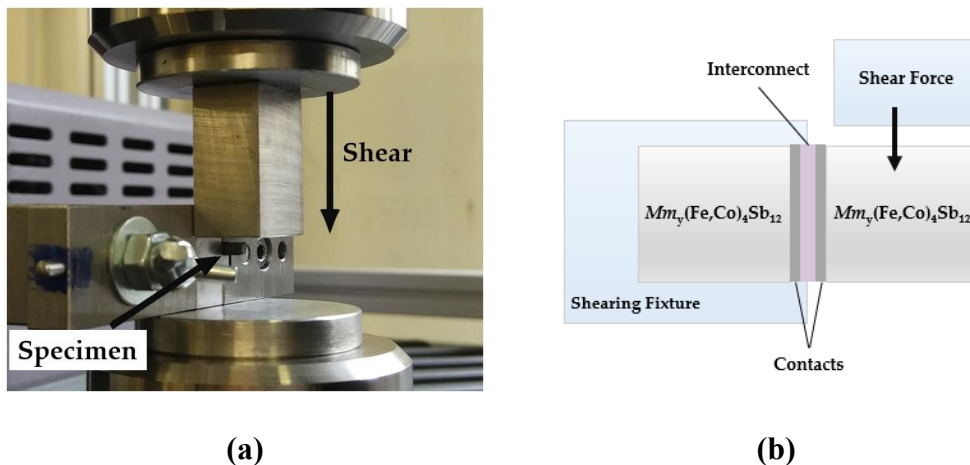 Shear
Specimen
(a)
Interconnect
Shear Force
Mmy(Fe,Co)4Sb12
Mmy(Fe,Co)4Sb12
Shearing Fixture
Contacts
(b)